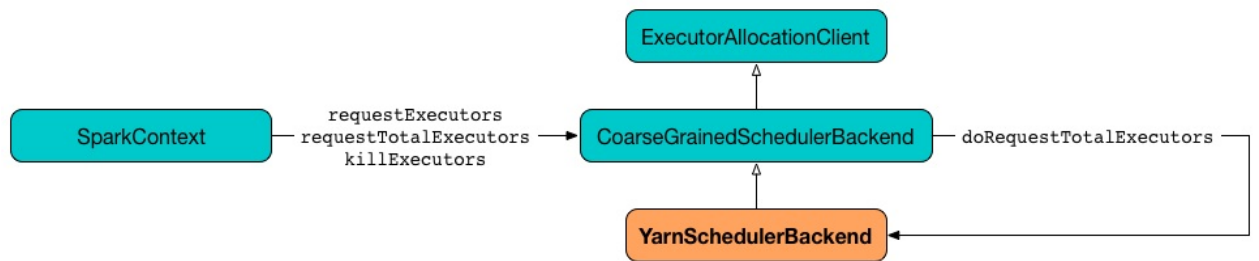 ExecutorAllocationClient
SparkContext
requestExecutors
requestTotalExecutors
killExecutors
CoarseGrainedSchedulerBackend
doRequestTotalExecutors
YarnSchedulerBackend